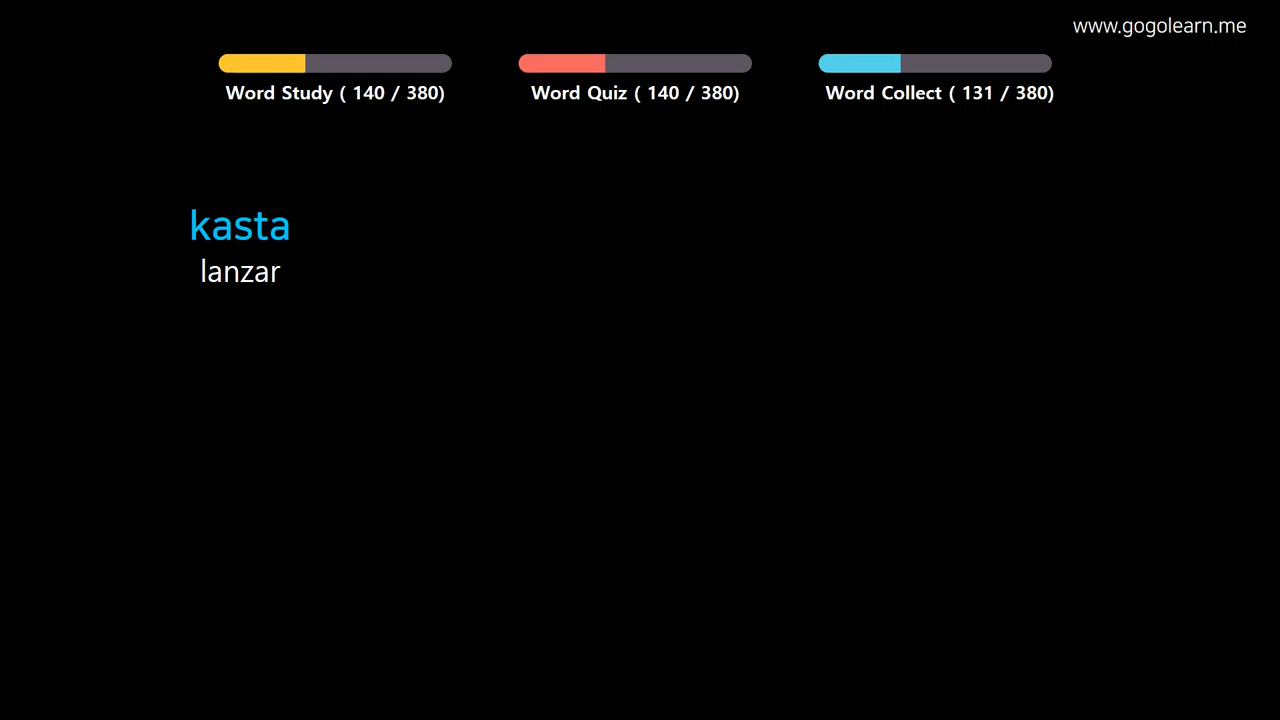 www.gogolearn.me
Word Study ( 140 / 380)
Word Quiz ( 140 / 380)
Word Collect ( 131 / 380)
kasta
lanzar